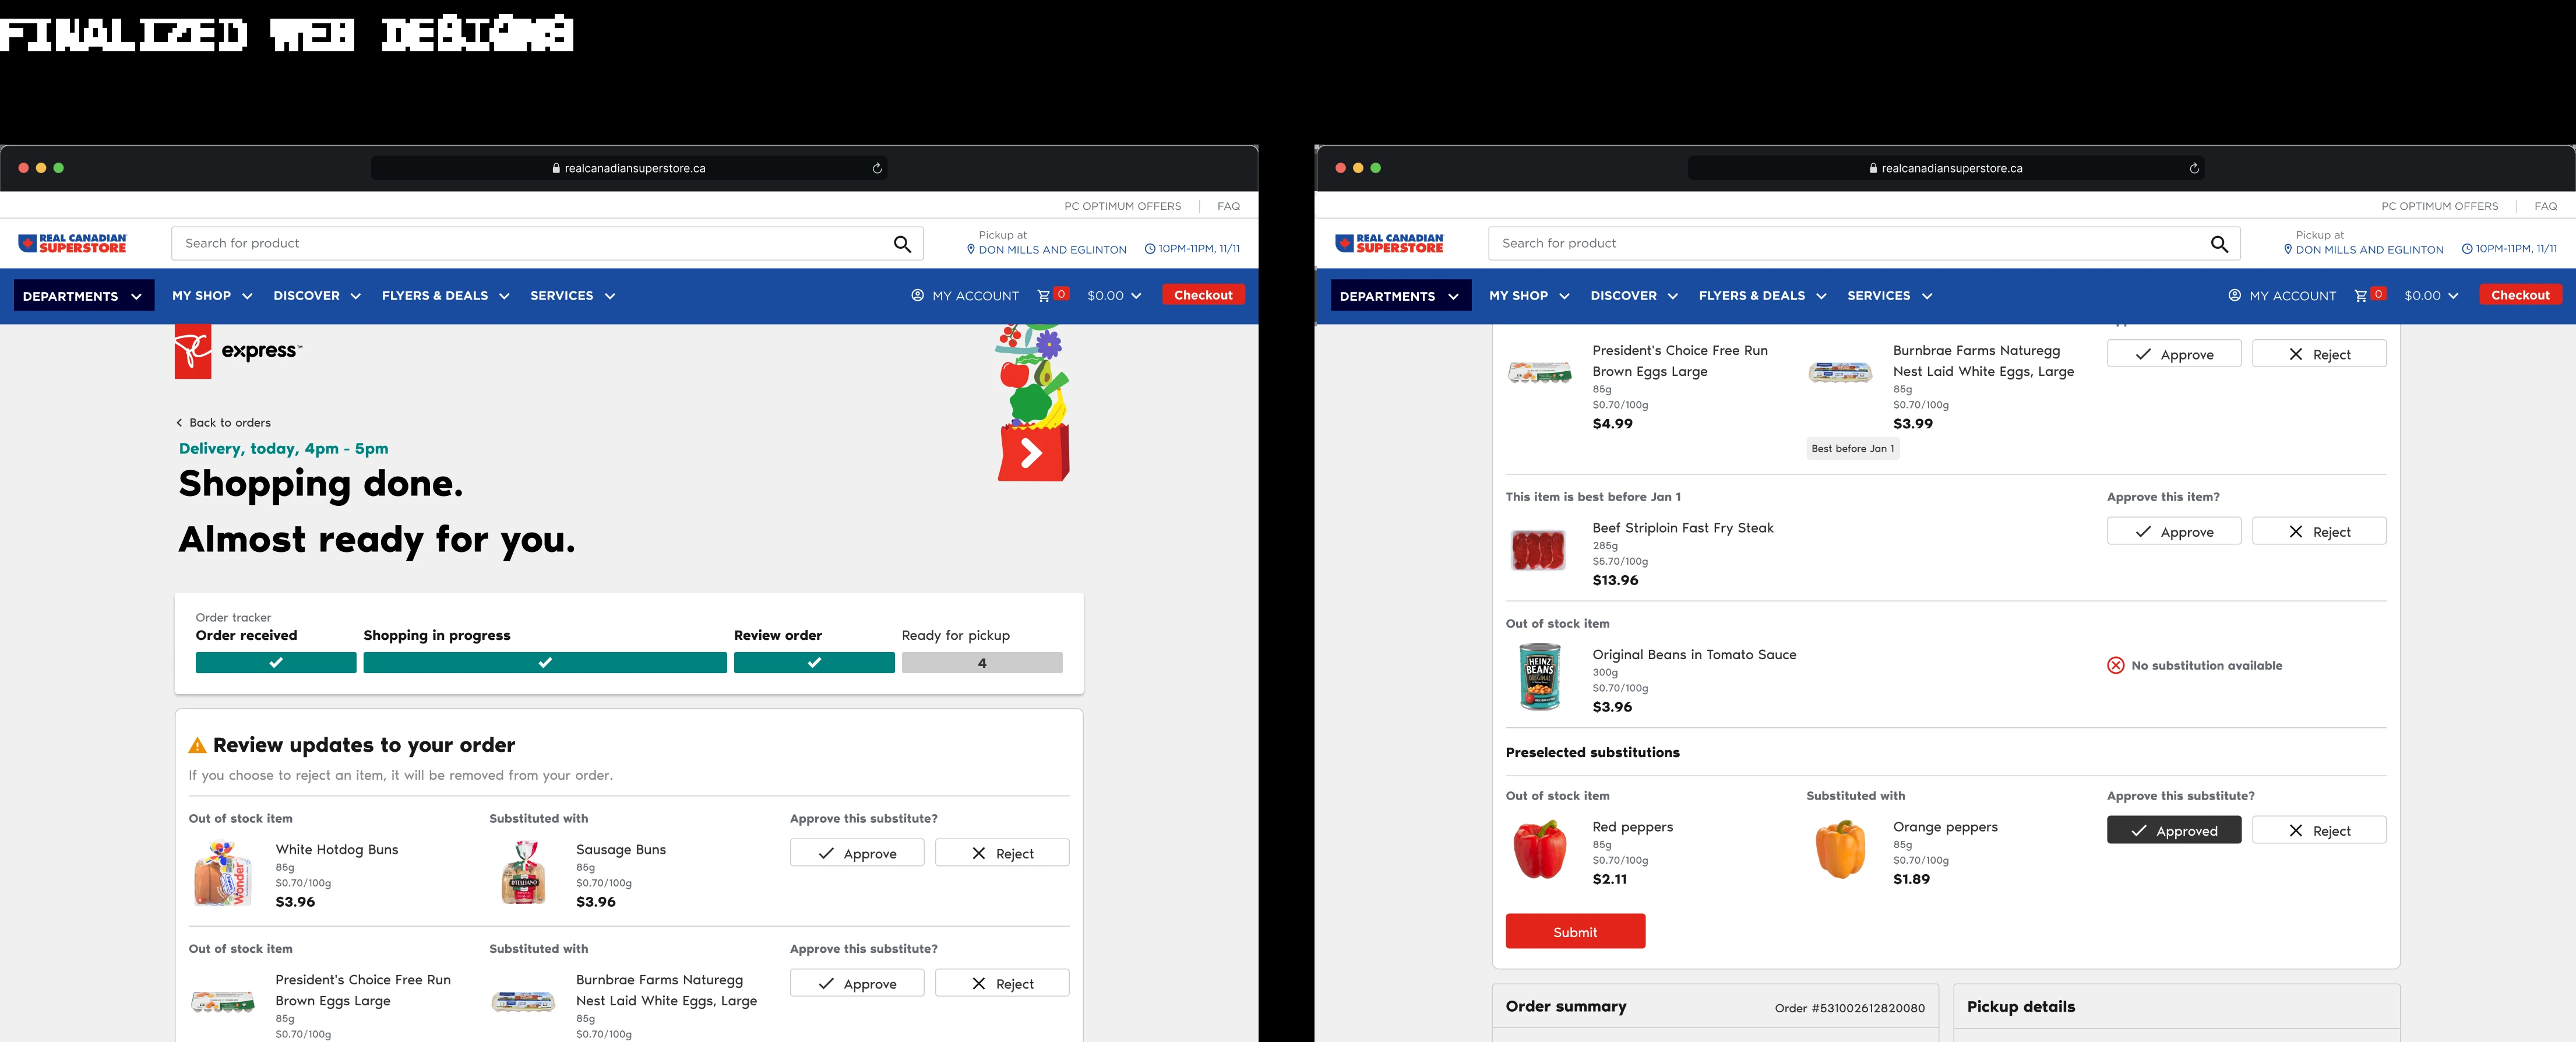 FINALIZED WEB DESIGNS
realcanadiansuperstore.ca
PC OPTIMUM OFFERS
FAQ
REAL CANADIAN
SUPERSTORE
Search for product
Pickup at
DON MILLS AND EGLINTON
10PM-11PM, 11/11
DEPARTMENTS
MY SHOP
DISCOVER
FLYERS & DEALS
SERVICES
MY ACCOUNT
0
$0.00
Checkout
express™
Back to orders
Delivery, today, 4pm - 5pm
Shopping done.
Almost ready for you.
Order tracker
Order received
Shopping in progress
Review order
Ready for pickup
4
Review updates to your order
If you choose to reject an item, it will be removed from your order.
Out of stock item
Substituted with
Approve this substitute?
Wonder
White Hotdog Buns
85g
$0.70/100g
$3.96
D'ITALIANO
Sausage Buns
85g
$0.70/100g
$3.96
Approve
Reject
Out of stock item
Substituted with
Approve this substitute?
President's Choice Free Run
Brown Eggs Large
85g
$0.70/100g
Burnbrae Farms Naturegg
Nest Laid White Eggs, Large
85g
$0.70/100g
Approve
Reject
realcanadiansuperstore.ca
PC OPTIMUM OFFERS
FAQ
REAL CANADIAN
SUPERSTORE
Search for product
Pickup at
DON MILLS AND EGLINTON
10PM-11PM, 11/11
DEPARTMENTS
MY SHOP
DISCOVER
FLYERS & DEALS
SERVICES
MY ACCOUNT
0
$0.00
Checkout
President's Choice Free Run
Brown Eggs Large
85g
$0.70/100g
$4.99
Burnbrae Farms Naturegg
Nest Laid White Eggs, Large
85g
$0.70/100g
$3.99
Best before Jan 1
Approve
Reject
This item is best before Jan 1
Approve this item?
Beef Striploin Fast Fry Steak
285g
$5.70/100g
$13.96
Approve
Reject
Out of stock item
HEINZ
BEANS
ORIGINAL
Original Beans in Tomato Sauce
300g
$0.70/100g
$3.96
No substitution available
Preselected substitutions
Out of stock item
Substituted with
Approve this substitute?
Red peppers
85g
$0.70/100g
$2.11
Orange peppers
85g
$0.70/100g
$1.89
Approved
Reject
Submit
Order summary
Order #531002612820080
Pickup details